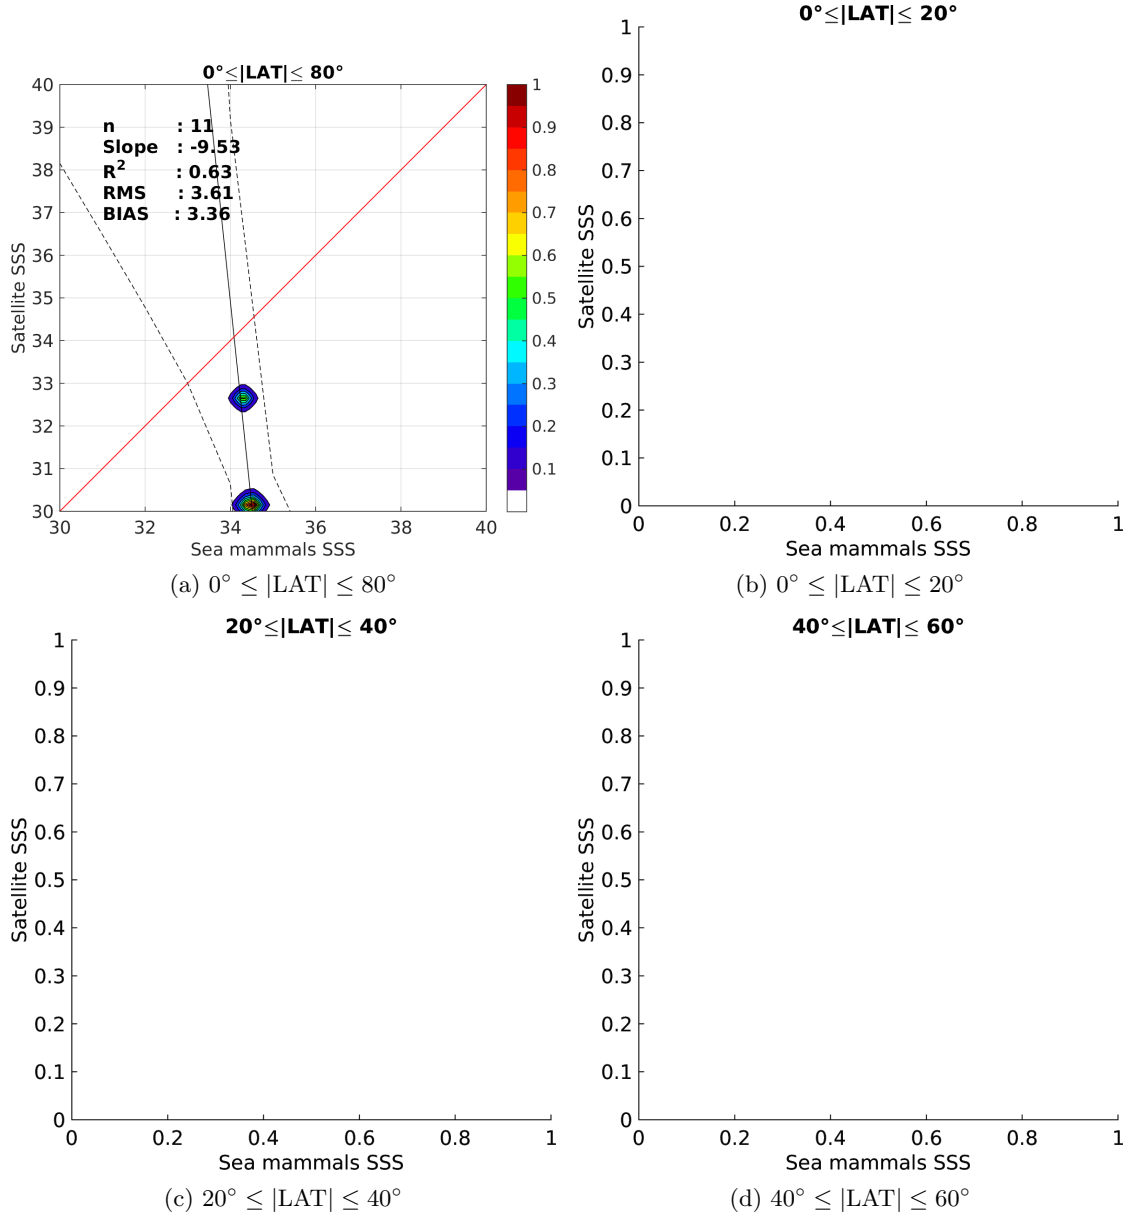 0°≤|LAT|≤ 80°
40
39
38
37
36
35
34
33
32
31
30
Satellite SSS
n : 11
Slope : -9.53
R2 : 0.63
RMS : 3.61
BIAS : 3.36
30 32 34 36 38 40
Sea mammals SSS
1
0.9
0.8
0.7
0.6
0.5
0.4
0.3
0.2
0.1
(a) 0° ≤ |LAT| ≤ 80°
0°≤|LAT|≤ 20°
1
0.9
0.8
0.7
0.6
0.5
0.4
0.3
0.2
0.1
0
Satellite SSS
0 0.2 0.4 0.6 0.8 1
Sea mammals SSS
(b) 0° ≤ |LAT| ≤ 20°
20°≤|LAT|≤ 40°
1
0.9
0.8
0.7
0.6
0.5
0.4
0.3
0.2
0.1
0
Satellite SSS
0 0.2 0.4 0.6 0.8 1
Sea mammals SSS
(c) 20° ≤ |LAT| ≤ 40°
40°≤|LAT|≤ 60°
1
0.9
0.8
0.7
0.6
0.5
0.4
0.3
0.2
0.1
0
Satellite SSS
0 0.2 0.4 0.6 0.8 1
Sea mammals SSS
(d) 40° ≤ |LAT| ≤ 60°